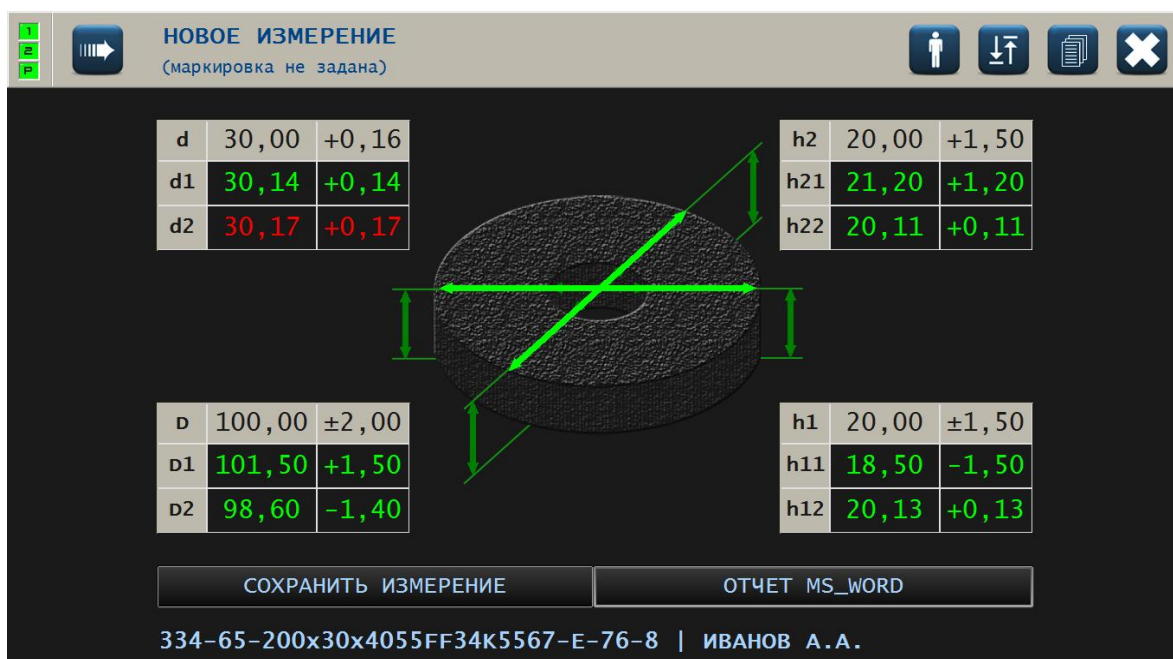 1
2
P
НОВОЕ ИЗМЕРЕНИЕ
(маркировка не задана)
d 30,00 +0,16
d1 30,14 +0,14
d2 30,17 +0,17
h2 20,00 +1,50
h21 21,20 +1,20
h22 20,11 +0,11
D 100,00 ±2,00
D1 101,50 +1,50
D2 98,60 -1,40
h1 20,00 ±1,50
h11 18,50 -1,50
h12 20,13 +0,13
СОХРАНИТЬ ИЗМЕРЕНИЕ
ОТЧЕТ MS_WORD
334-65-200x30x4055FF34K5567-E-76-8 | ИВАНОВ А.А.